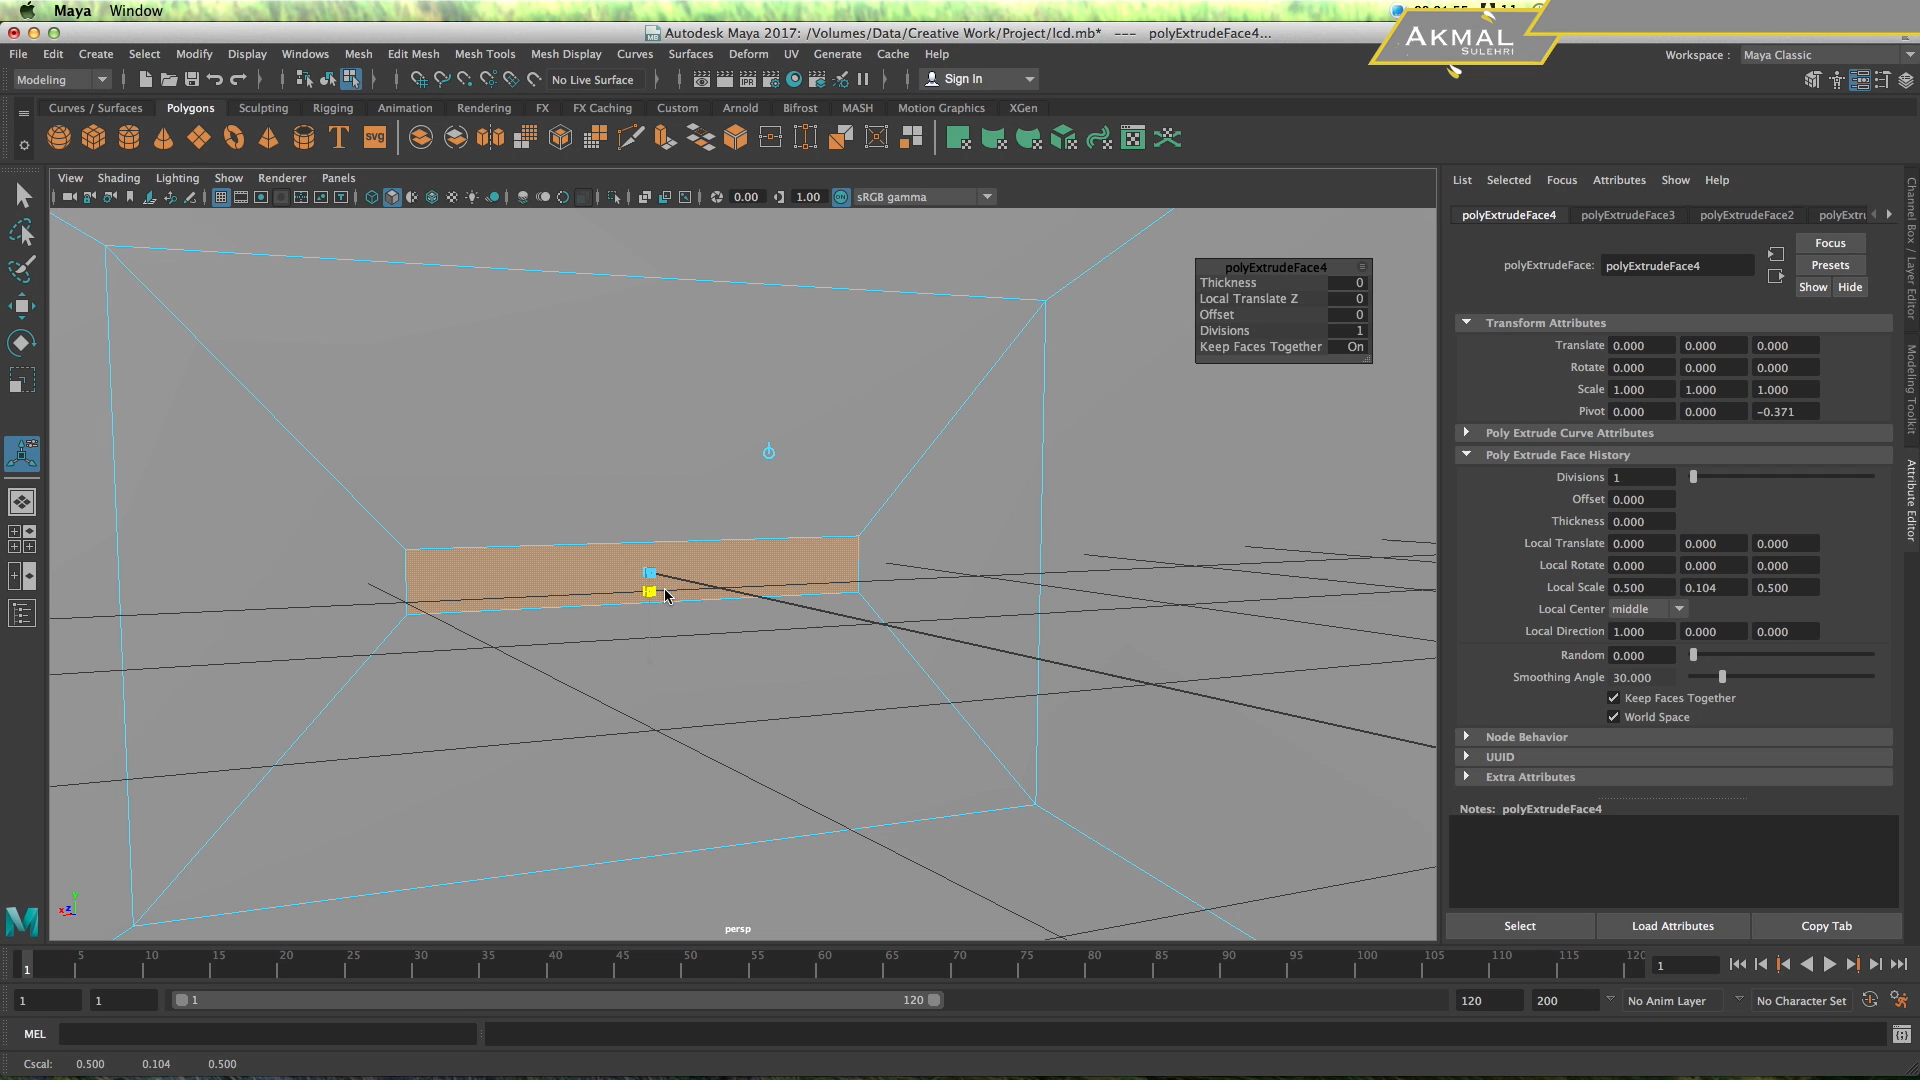 Maya Window
Autodesk Maya 2017: /Volumes/Data/Creative Work/Project/lcd.mb* --- polyExtrudeFace4...
AKMAL
SULEHRI
File Edit Create Select Modify Display Windows Mesh Edit Mesh Mesh Tools Mesh Display Curves Surfaces Deform UV Generate Cache Help
Workspace : Maya Classic
Modeling No Live Surface Sign In
Curves / Surfaces Polygons Sculpting Rigging Animation Rendering FX FX Caching Custom Arnold Bifrost MASH Motion Graphics XGen
T SVG
View Shading Lighting Show Renderer Panels
0.00 1.00 ON sRGB gamma
List Selected Focus Attributes Show Help
polyExtrudeFace4 polyExtrudeFace3 polyExtrudeFace2 polyExtru
polyExtrudeFace: polyExtrudeFace4
Focus
Presets
Show Hide
polyExtrudeFace4
Thickness 0
Local Translate Z 0
Offset 0
Divisions 1
Keep Faces Together On
Transform Attributes
Translate 0.000 0.000 0.000
Rotate 0.000 0.000 0.000
Scale 1.000 1.000 1.000
Pivot 0.000 0.000 -0.371
Poly Extrude Curve Attributes
Poly Extrude Face History
Divisions 1
Offset 0.000
Thickness 0.000
Local Translate 0.000 0.000 0.000
Local Rotate 0.000 0.000 0.000
Local Scale 0.500 0.104 0.500
Local Center middle
Local Direction 1.000 0.000 0.000
Random 0.000
Smoothing Angle 30.000
Keep Faces Together
World Space
Node Behavior
UUID
Extra Attributes
Notes: polyExtrudeFace4
Select Load Attributes Copy Tab
Channel Box / Layer Editor
Modeling Toolkit
Attribute Editor
persp
5 10 15 20 25 30 35 40 45 50 55 60 65 70 75 80 85 90 95 100 105 110 115 120
1 1
1 1 1 120 120 200 No Anim Layer No Character Set
MEL
Cscal: 0.500 0.104 0.500